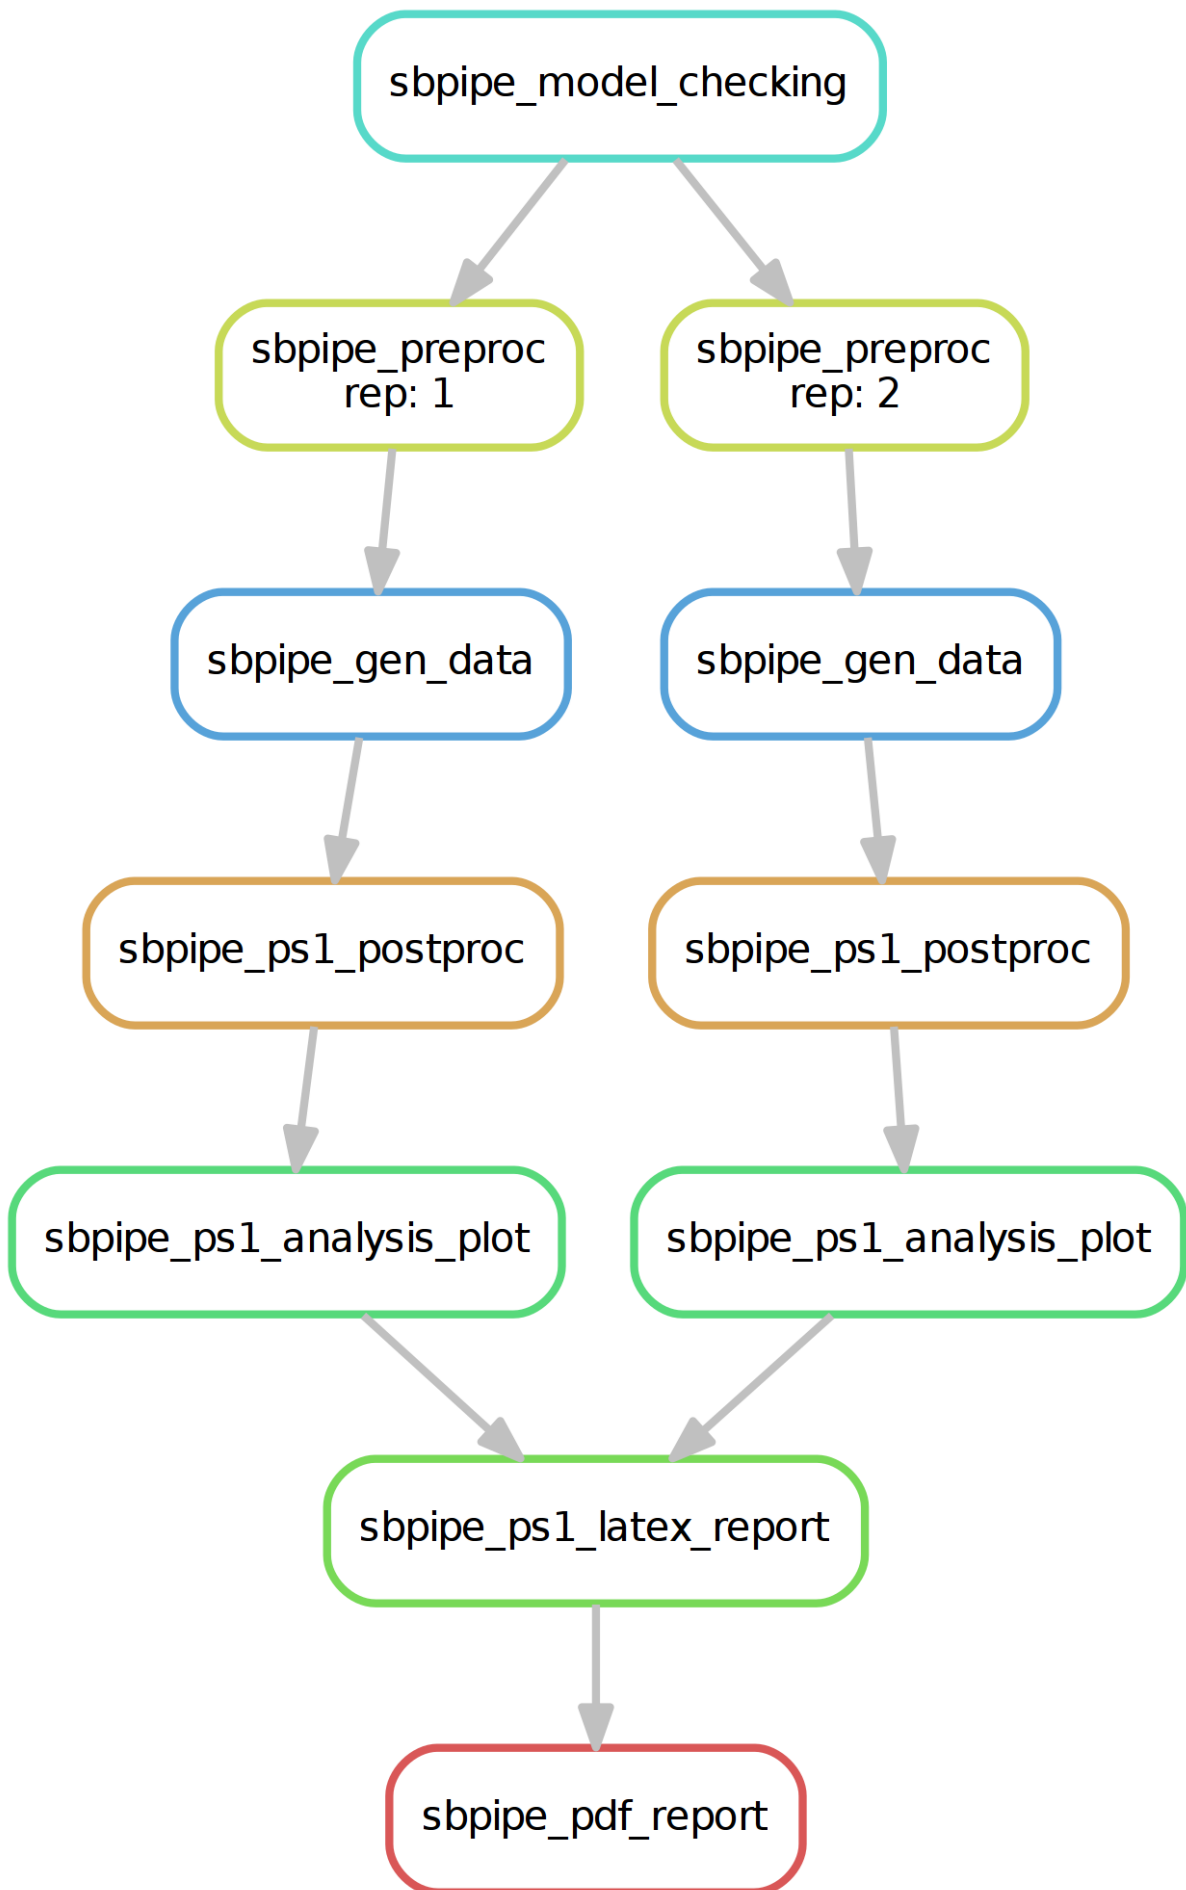 sbpipe_model_checking
sbpipe_preproc
rep: 1
sbpipe_preproc
rep: 2
sbpipe_gen_data
sbpipe_gen_data
sbpipe_ps1_postproc
sbpipe_ps1_postproc
sbpipe_ps1_analysis_plot
sbpipe_ps1_analysis_plot
sbpipe_ps1_latex_report
sbpipe_pdf_report